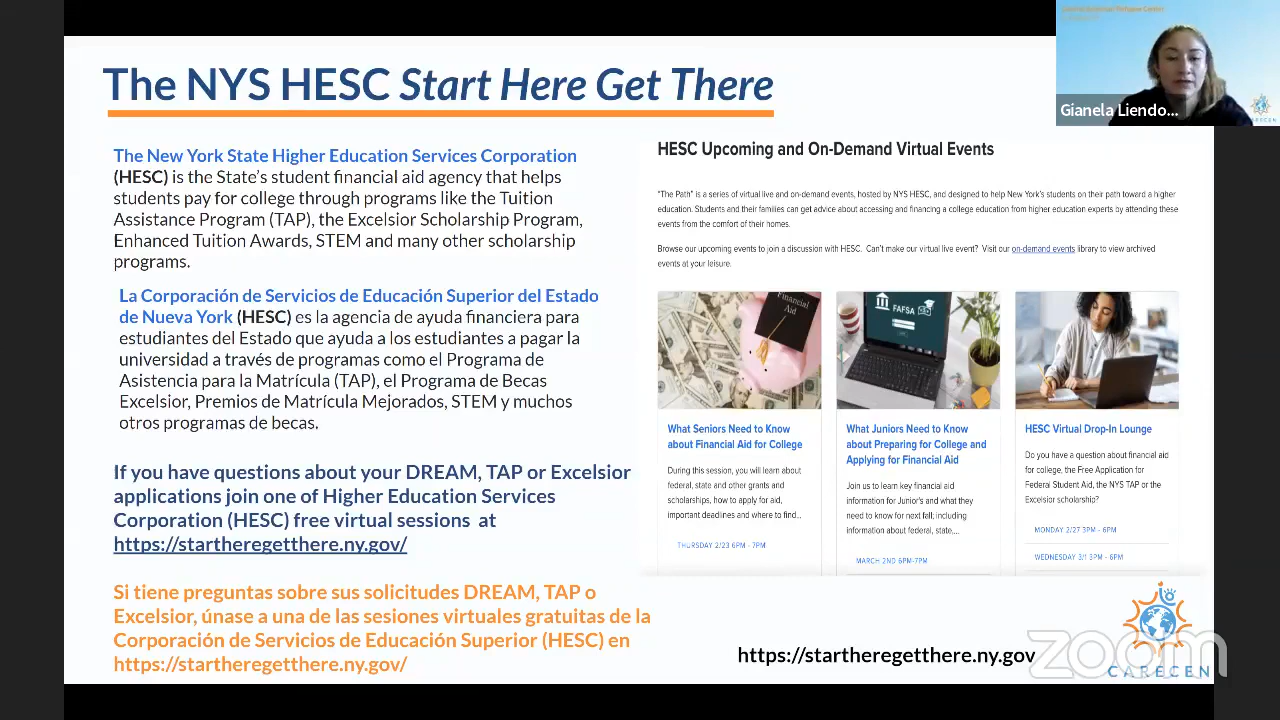 The NYS HESC Start Here Get There
Gianela Liendo...
The New York State Higher Education Services Corporation
(HESC) is the State's student financial aid agency that helps
students pay for college through programs like the Tuition
Assistance Program (TAP), the Excelsior Scholarship Program,
Enhanced Tuition Awards, STEM and many other scholarship
programs.
La Corporación de Servicios de Educación Superior del Estado
de Nueva York (HESC) es la agencia de ayuda financiera para
estudiantes del Estado que ayuda a los estudiantes a pagar la
universidad a través de programas como el Programa de
Asistencia para la Matrícula (TAP), el Programa de Becas
Excelsior, Premios de Matrícula Mejorados, STEM y muchos
otros programas de becas.
If you have questions about your DREAM, TAP or Excelsior
applications join one of Higher Education Services
Corporation (HESC) free virtual sessions at
https://startheregetthere.ny.gov/
Si tiene preguntas sobre sus solicitudes DREAM, TAP o
Excelsior, únase a una de las sesiones virtuales gratuitas de la
Corporación de Servicios de Educación Superior (HESC) en
https://startheregetthere.ny.gov/
HESC Upcoming and On-Demand Virtual Events
"The Path" is a series of virtual live and on-demand events, hosted by NYS HESC, and designed to help New York's students on their path toward a higher
education. Students and their families can get advice about accessing and financing a college education from higher education experts by attending these
events from the comfort of their homes.
Browse our upcoming events to join a discussion with HESC. Can't make our virtual live event? Visit our on-demand events library to view archived
events at your leisure.
Financial
Aid
FAFSA
What Seniors Need to Know
about Financial Aid for College
During this session, you will learn about
federal, state and other grants and
scholarships, how to apply for aid,
important deadlines and where to find...
THURSDAY 2/23 6PM - 7PM
What Juniors Need to Know
about Preparing for College and
Applying for Financial Aid
Join us to learn key financial aid
information for Junior's and what they
need to know for next fall; including
information about federal, state,...
MARCH 2ND 6PM-7PM
HESC Virtual Drop-In Lounge
Do you have a question about financial aid
for college, the Free Application for
Federal Student Aid, the NYS TAP or the
Excelsior scholarship?
MONDAY 2/27 3PM - 6PM
WEDNESDAY 3/1 3PM - 6PM
https://startheregetthere.ny.gov
zoom
CARECEN